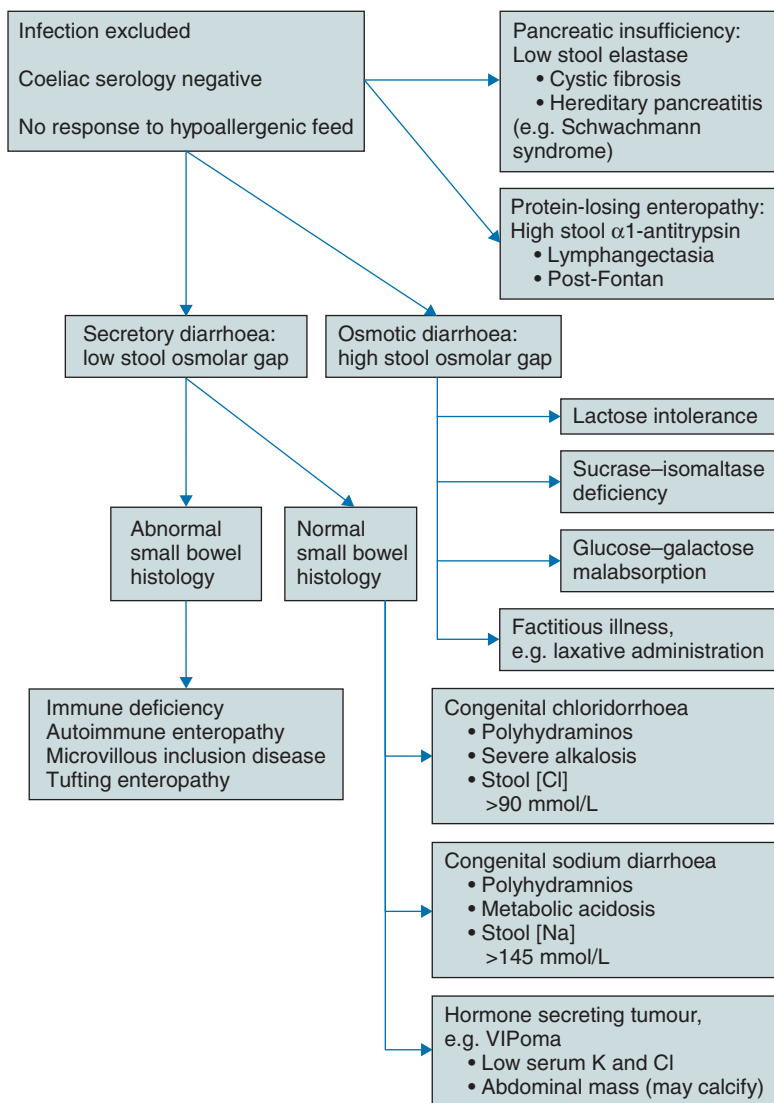 Infection excluded
Coeliac serology negative
No response to hypoallergenic feed
Pancreatic insufficiency:
Low stool elastase
• Cystic fibrosis
• Hereditary pancreatitis
(e.g. Schwachmann
syndrome)
Protein-losing enteropathy:
High stool α1-antitrypsin
• Lymphangectasia
• Post-Fontan
Secretory diarrhoea:
low stool osmolar gap
Osmotic diarrhoea:
high stool osmolar gap
Lactose intolerance
Sucrase–isomaltase
deficiency
Glucose–galactose
malabsorption
Factitious illness,
e.g. laxative administration
Abnormal
small bowel
histology
Normal
small bowel
histology
Immune deficiency
Autoimmune enteropathy
Microvillous inclusion disease
Tufting enteropathy
Congenital chloridorrhoea
• Polyhydraminos
• Severe alkalosis
• Stool [Cl]
>90 mmol/L
Congenital sodium diarrhoea
• Polyhydramnios
• Metabolic acidosis
• Stool [Na]
>145 mmol/L
Hormone secreting tumour,
e.g. VIPoma
• Low serum K and Cl
• Abdominal mass (may calcify)